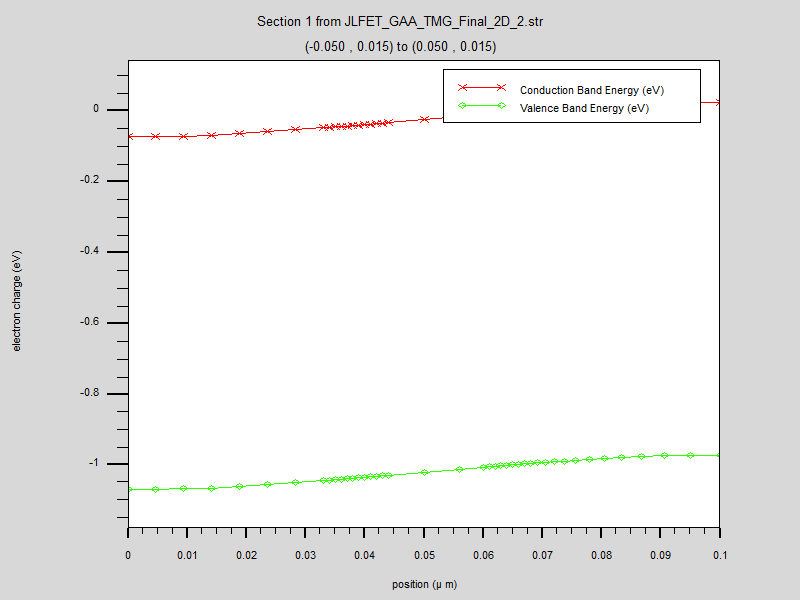 Section 1 from JLFET_GAA_TMG_Final_2D_2.str
(-0.050 , 0.015) to (0.050 , 0.015)
Conduction Band Energy (eV)
Valence Band Energy (eV)
electron charge (eV)
0
-0.2
-0.4
-0.6
-0.8
-1
0 0.01 0.02 0.03 0.04 0.05 0.06 0.07 0.08 0.09 0.1
position (µ m)